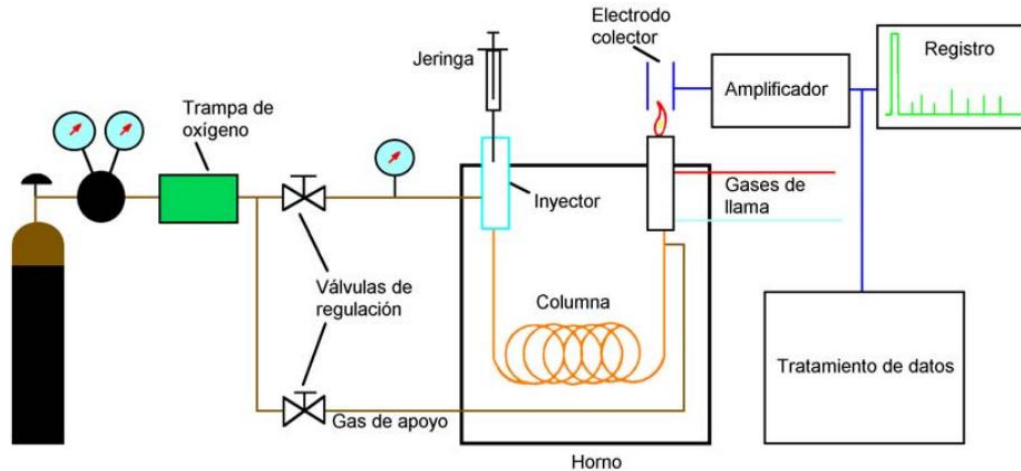 Electrodo
colector
Jeringa
Registro
Amplificador
Trampa de
oxígeno
Gases de
llama
Inyector
Válvulas de
regulación
Columna
Tratamiento de datos
Gas de apoyo
Horno